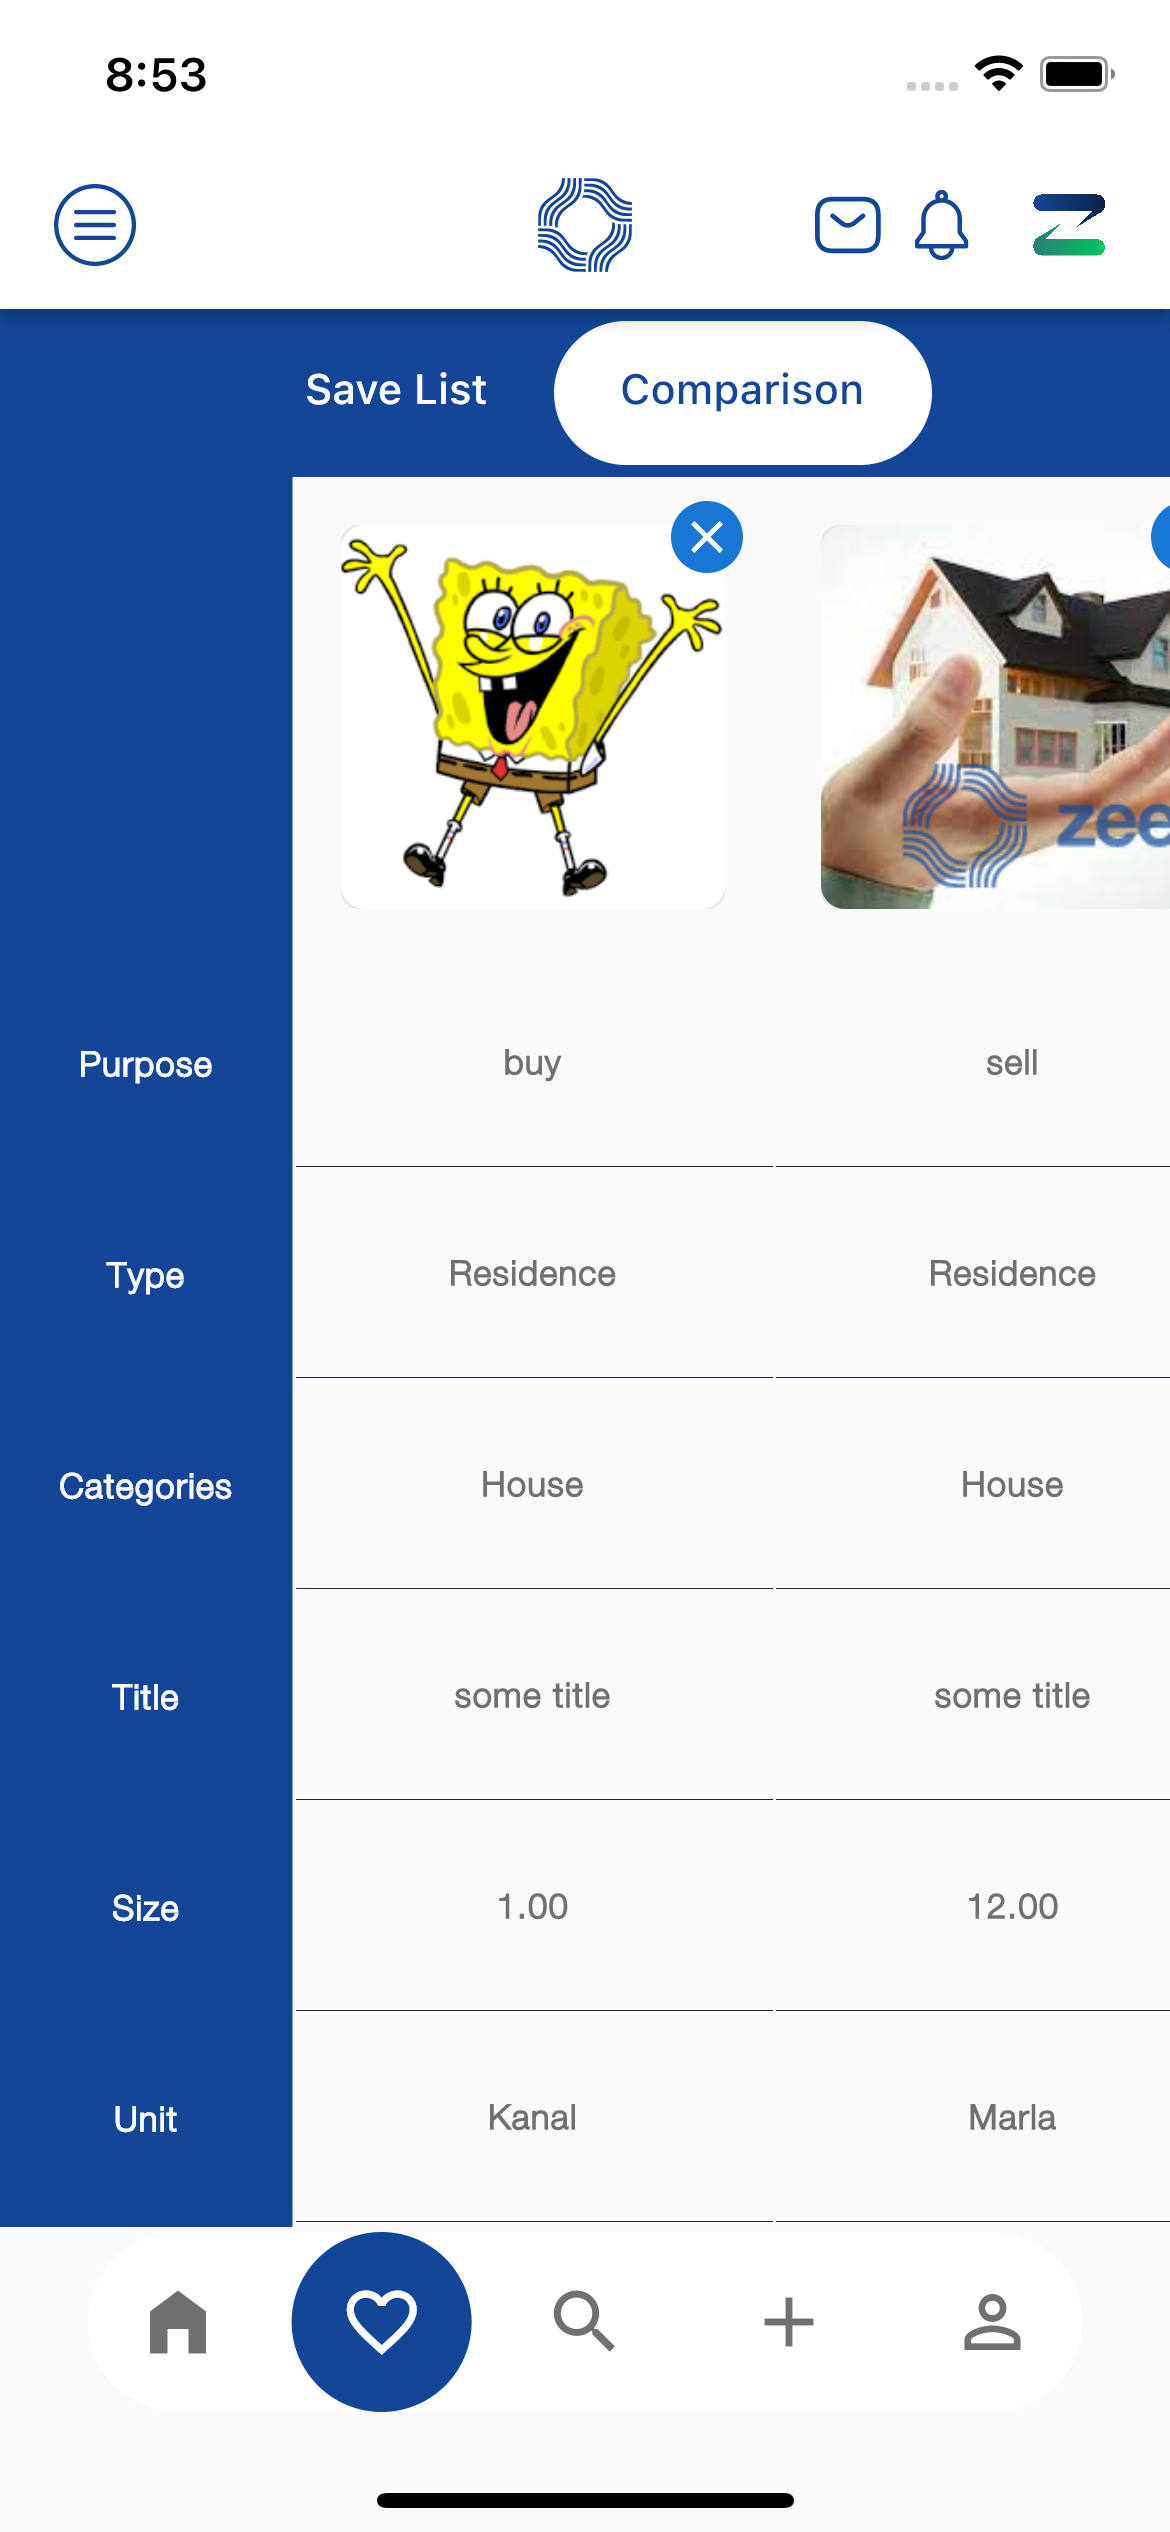 8:53
Save List
Comparison
zee
Purpose
buy
sell
Type
Residence
Residence
Categories
House
House
Title
some title
some title
Size
1.00
12.00
Unit
Kanal
Marla